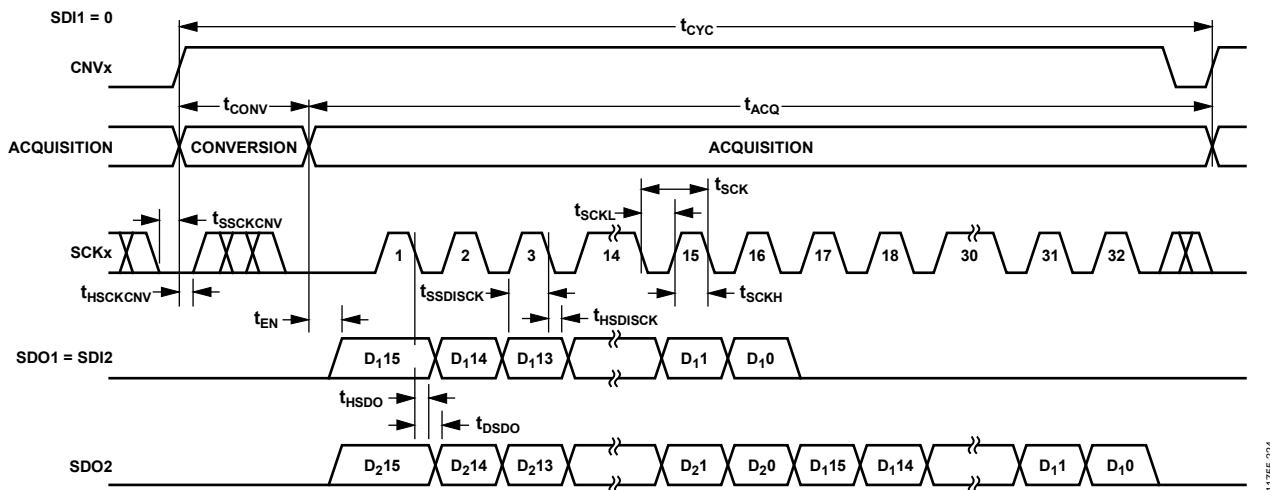 SDI1 = 0
tCYC
CNVx
tCONV
tACQ
ACQUISITION CONVERSION ACQUISITION
tSCK
tSCKL
tSSCKCNV
SCKx 1 2 3 14 15 16 17 18 30 31 32
tHSCKCNV
tSSDISCK
tSCKH
tEN
tHSDISCK
SDO1 = SDI2 D115 D114 D113 D11 D10
tHSDO
tDSDO
SDO2 D215 D214 D213 D21 D20 D115 D114 D11 D10
11755-224